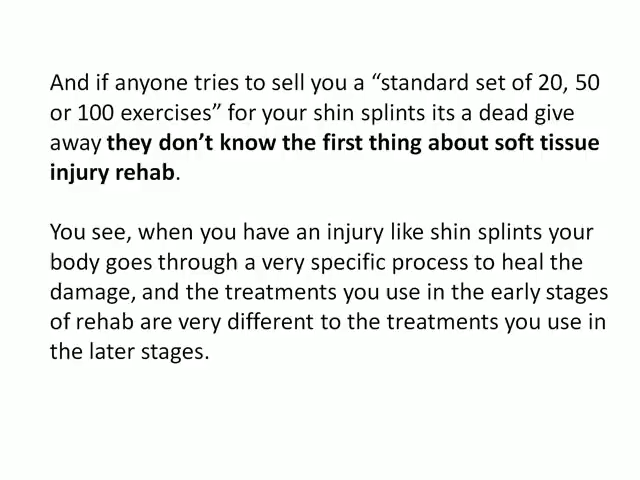 And if anyone tries to sell you a “standard set of 20, 50
or 100 exercises” for your shin splints its a dead give
away they don’t know the first thing about soft tissue
injury rehab.
You see, when you have an injury like shin splints your
body goes through a very specific process to heal the
damage, and the treatments you use in the early stages
of rehab are very different to the treatments you use in
the later stages.